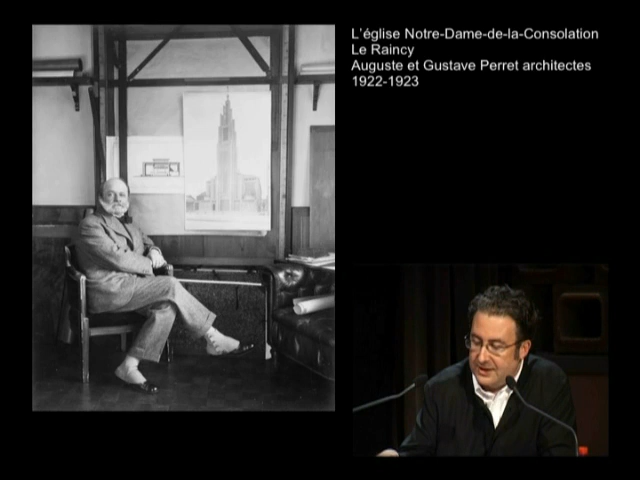 L'église Notre-Dame-de-la-Consolation
Le Raincy
Auguste et Gustave Perret architectes
1922-1923